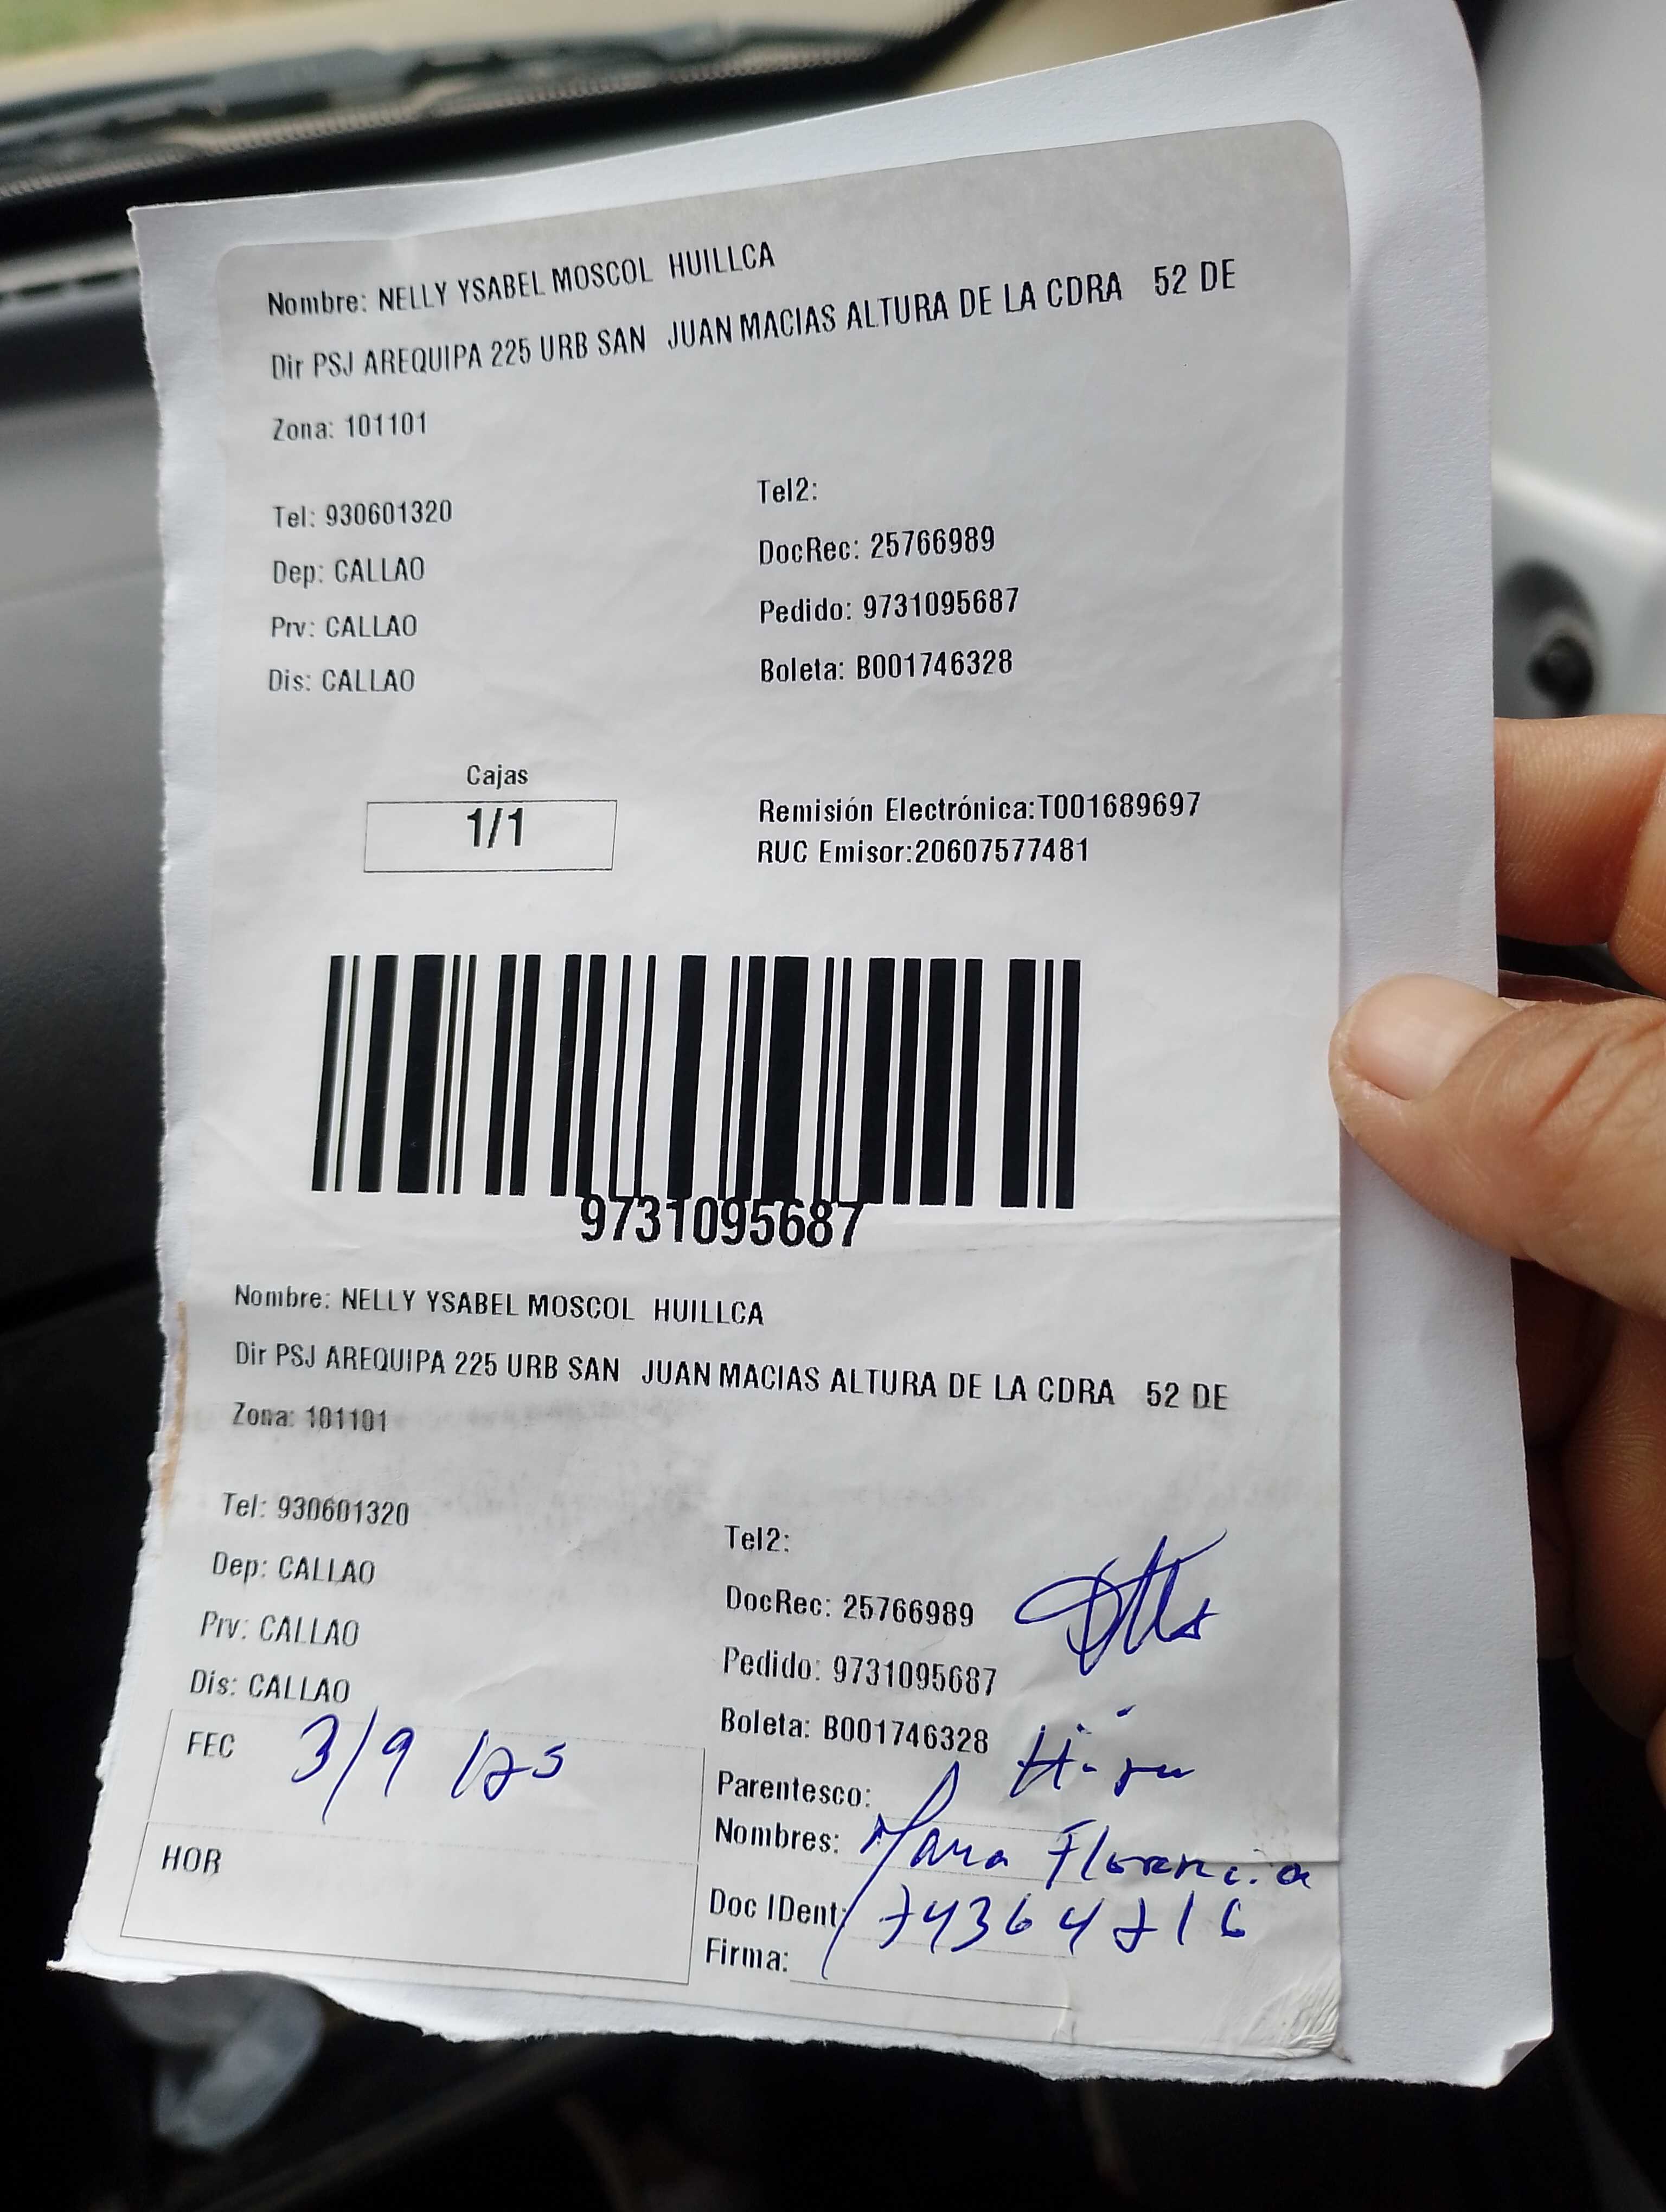 Nombre: NELLY YSABEL MOSCOL HUILLCA
Dir PSJ AREQUIPA 225 URB SAN JUAN MACIAS ALTURA DE LA CDRA 52 DE
Zona: 101101
Tel: 930601320
Tel2:
Dep: CALLAO
DocRec: 25766989
Prv: CALLAO
Pedido: 9731095687
Dis: CALLAO
Boleta: B001746328
Cajas
1/1
Remisión Electrónica:T001689697
RUC Emisor:20607577481
9731095687
Nombre: NELLY YSABEL MOSCOL HUILLCA
Dir PSJ AREQUIPA 225 URB SAN JUAN MACIAS ALTURA DE LA CDRA 52 DE
Zona: 101101
Tel: 930601320
Tel2:
Dep: CALLAO
DocRec: 25766989
Prv: CALLAO
Pedido: 9731095687
Dis: CALLAO
Boleta: B001746328
FEC 3/9
Parentesco:
Nombres: Maria Florencia
HOR
Doc IDent: 74364716
Firma: